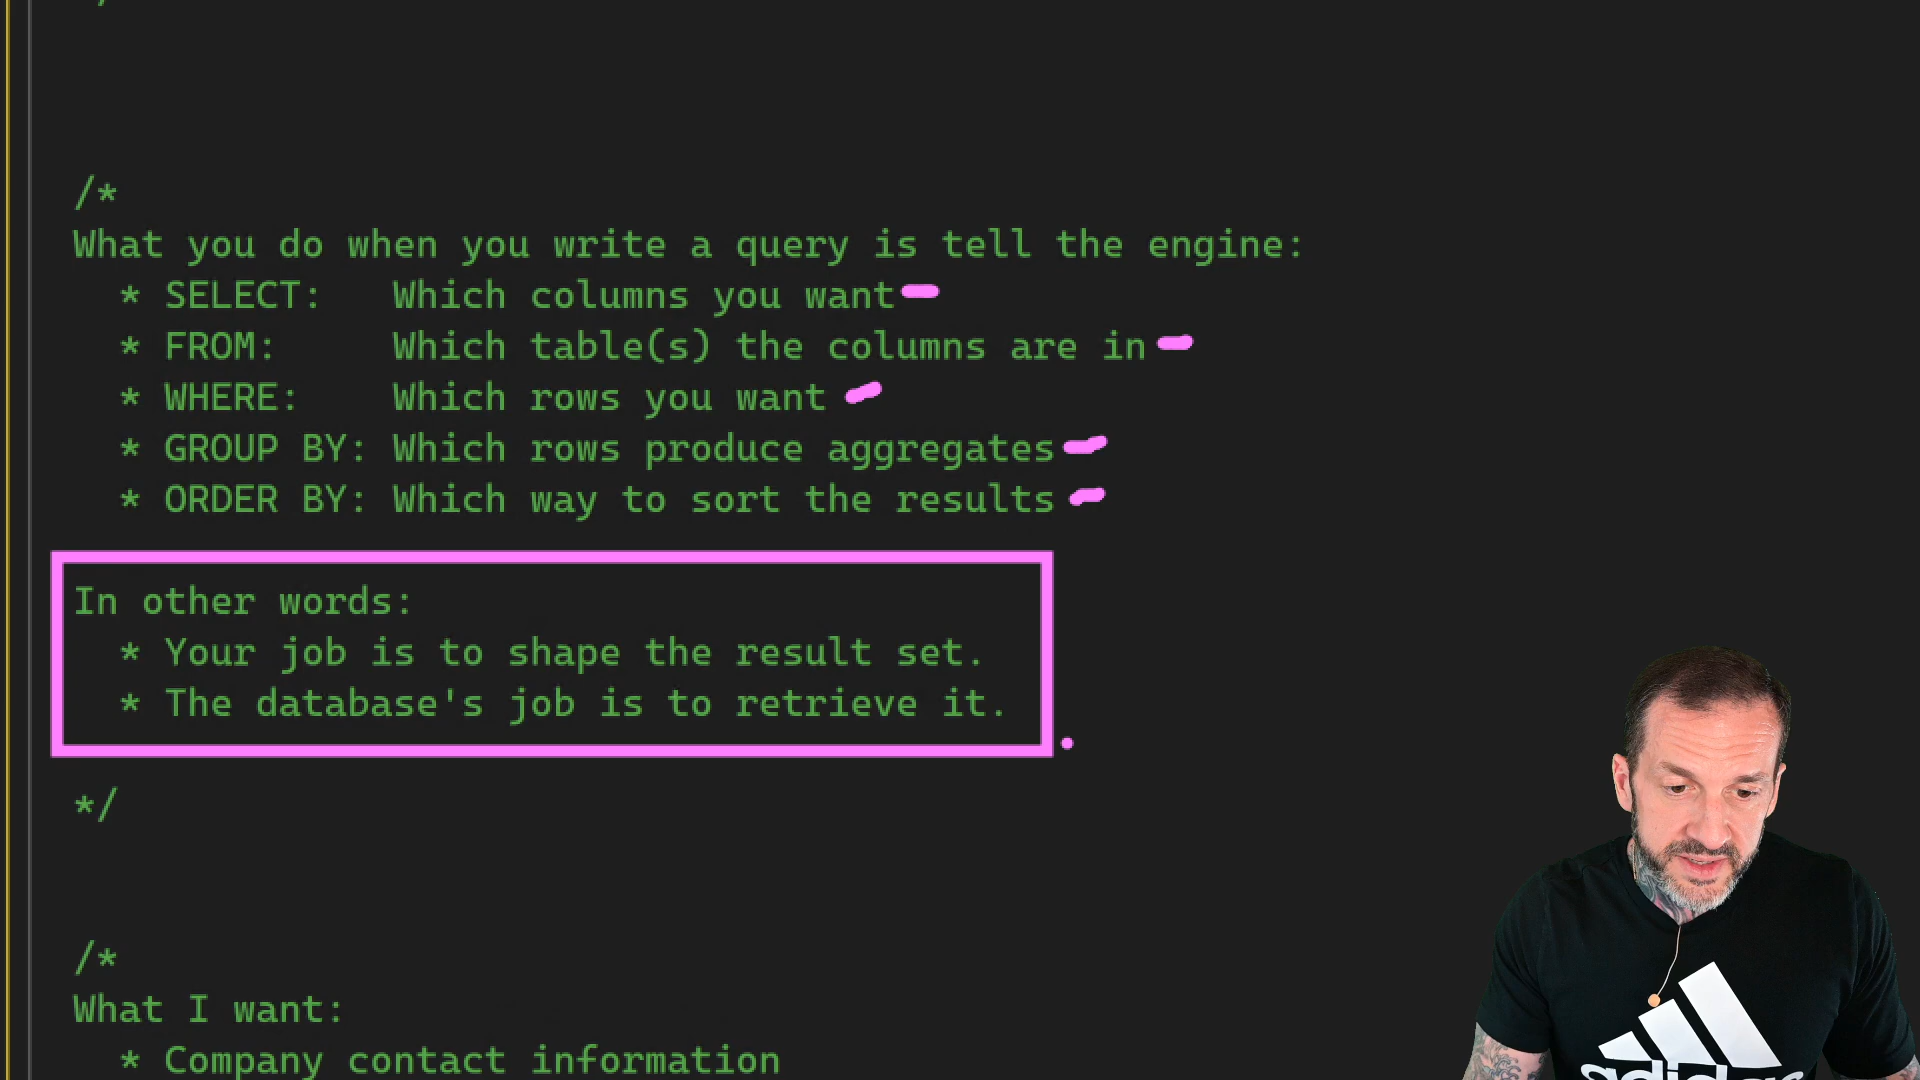 /*
What you do when you write a query is tell the engine:
* SELECT: Which columns you want
* FROM: Which table(s) the columns are in
* WHERE: Which rows you want
* GROUP BY: Which rows produce aggregates
* ORDER BY: Which way to sort the results
In other words:
* Your job is to shape the result set.
* The database's job is to retrieve it.
*/
/*
What I want:
* Company contact information
adidas